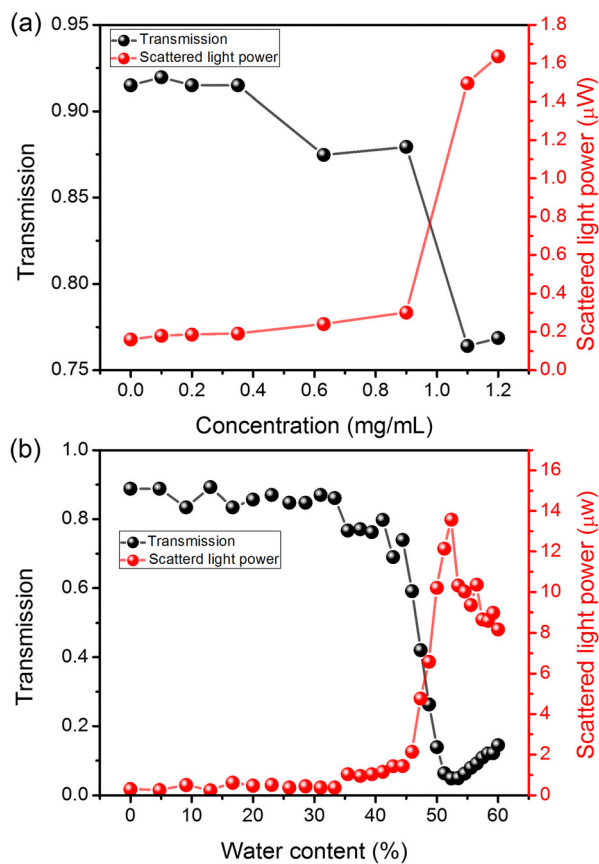 (a)
Transmission
Scattered light power
0.95
0.90
0.85
0.80
0.75
Transmission
1.8
1.6
1.4
1.2
1.0
0.8
0.6
0.4
0.2
0.0
Scattered light power (μW)
0.0 0.2 0.4 0.6 0.8 1.0 1.2
Concentration (mg/mL)
(b)
Transmission
Scatterd light power
1.0
0.8
0.6
0.4
0.2
0.0
Transmission
16
14
12
10
8
6
4
2
0
Scattered light power (μw)
0 10 20 30 40 50 60
Water content (%)